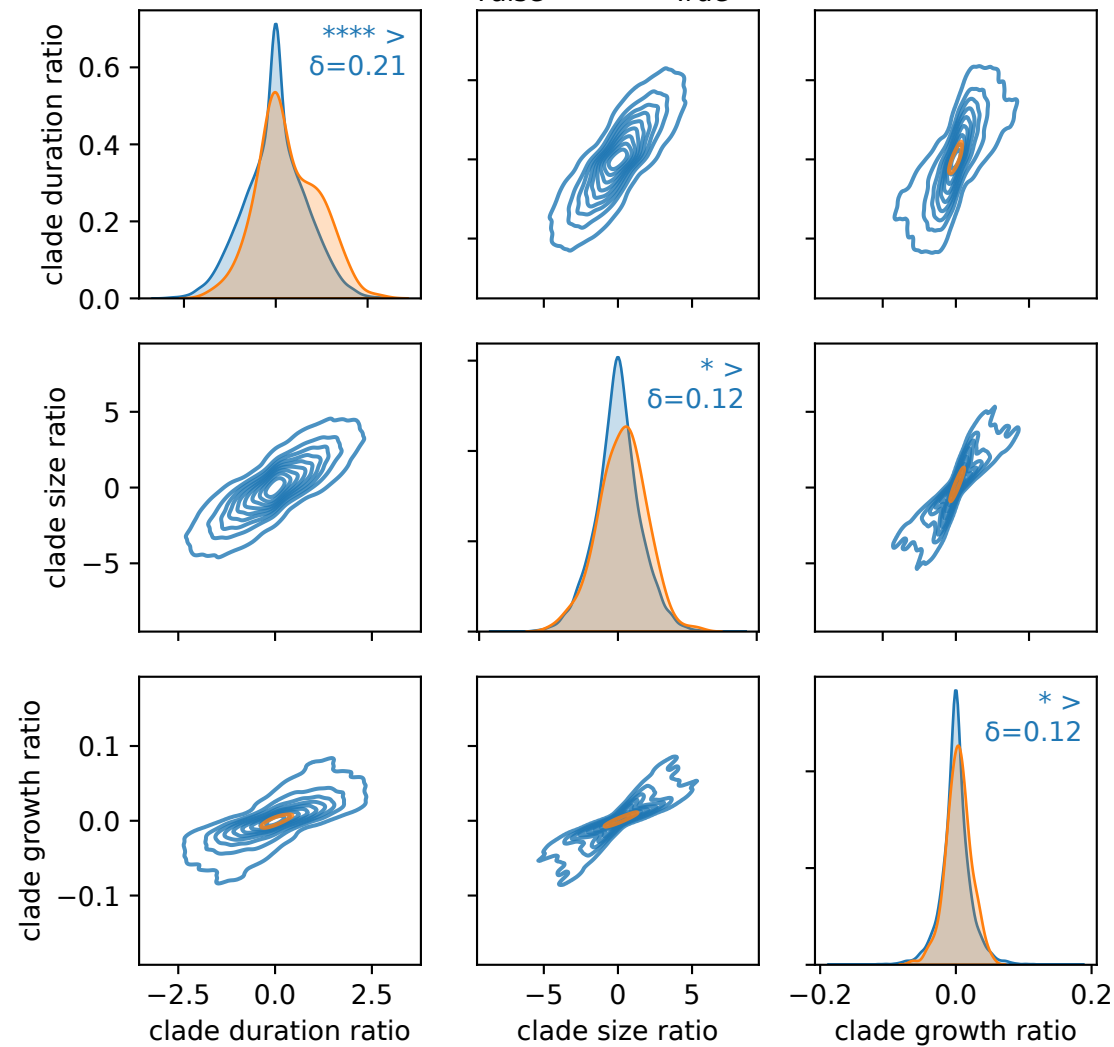 clade duration ratio
0.6
0.4
0.2
0.0
**** >
δ=0.21
clade size ratio
5
0
−5
* >
δ=0.12
clade growth ratio
0.1
0.0
−0.1
* >
δ=0.12
−2.5 0.0 2.5
−5 0 5
−0.2 0.0 0.2
clade duration ratio
clade size ratio
clade growth ratio